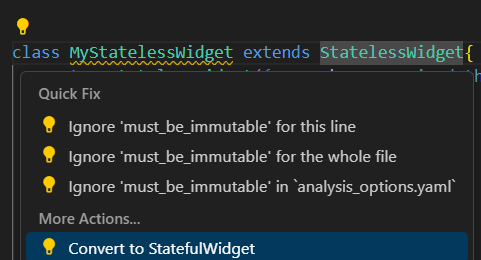 class MyStatelessWidget extends StatelessWidget{
Quick Fix
Ignore 'must_be_immutable' for this line
Ignore 'must_be_immutable' for the whole file
Ignore 'must_be_immutable' in `analysis_options.yaml`
More Actions...
Convert to StatefulWidget